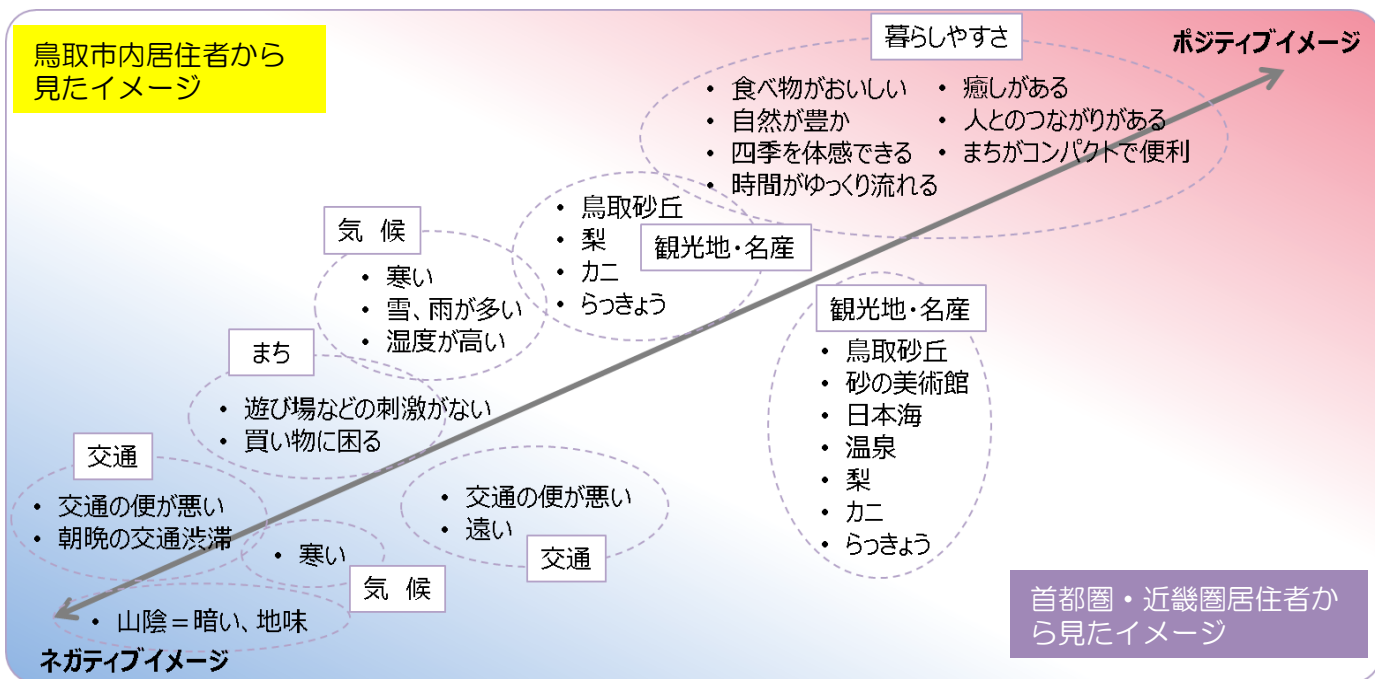 鳥取市内居住者から
見たイメージ
ポジティブイメージ
暮らしやすさ
・ 食べ物がおいしい
・ 自然が豊か
・ 四季を体感できる
・ 時間がゆっくり流れる
・ 癒しがある
・ 人とのつながりがある
・ まちがコンパクトで便利
観光地・名産
・ 鳥取砂丘
・ 梨
・ カニ
・ らっきょう
気 候
・ 寒い
・ 雪、雨が多い
・ 湿度が高い
まち
・ 遊び場などの刺激がない
・ 買い物に困る
交通
・ 交通の便が悪い
・ 朝晩の交通渋滞
観光地・名産
・ 鳥取砂丘
・ 砂の美術館
・ 日本海
・ 温泉
・ 梨
・ カニ
・ らっきょう
・ 交通の便が悪い
・ 遠い
交通
・ 寒い
気 候
・ 山陰＝暗い、地味
ネガティブイメージ
首都圏・近畿圏居住者か
ら見たイメージ